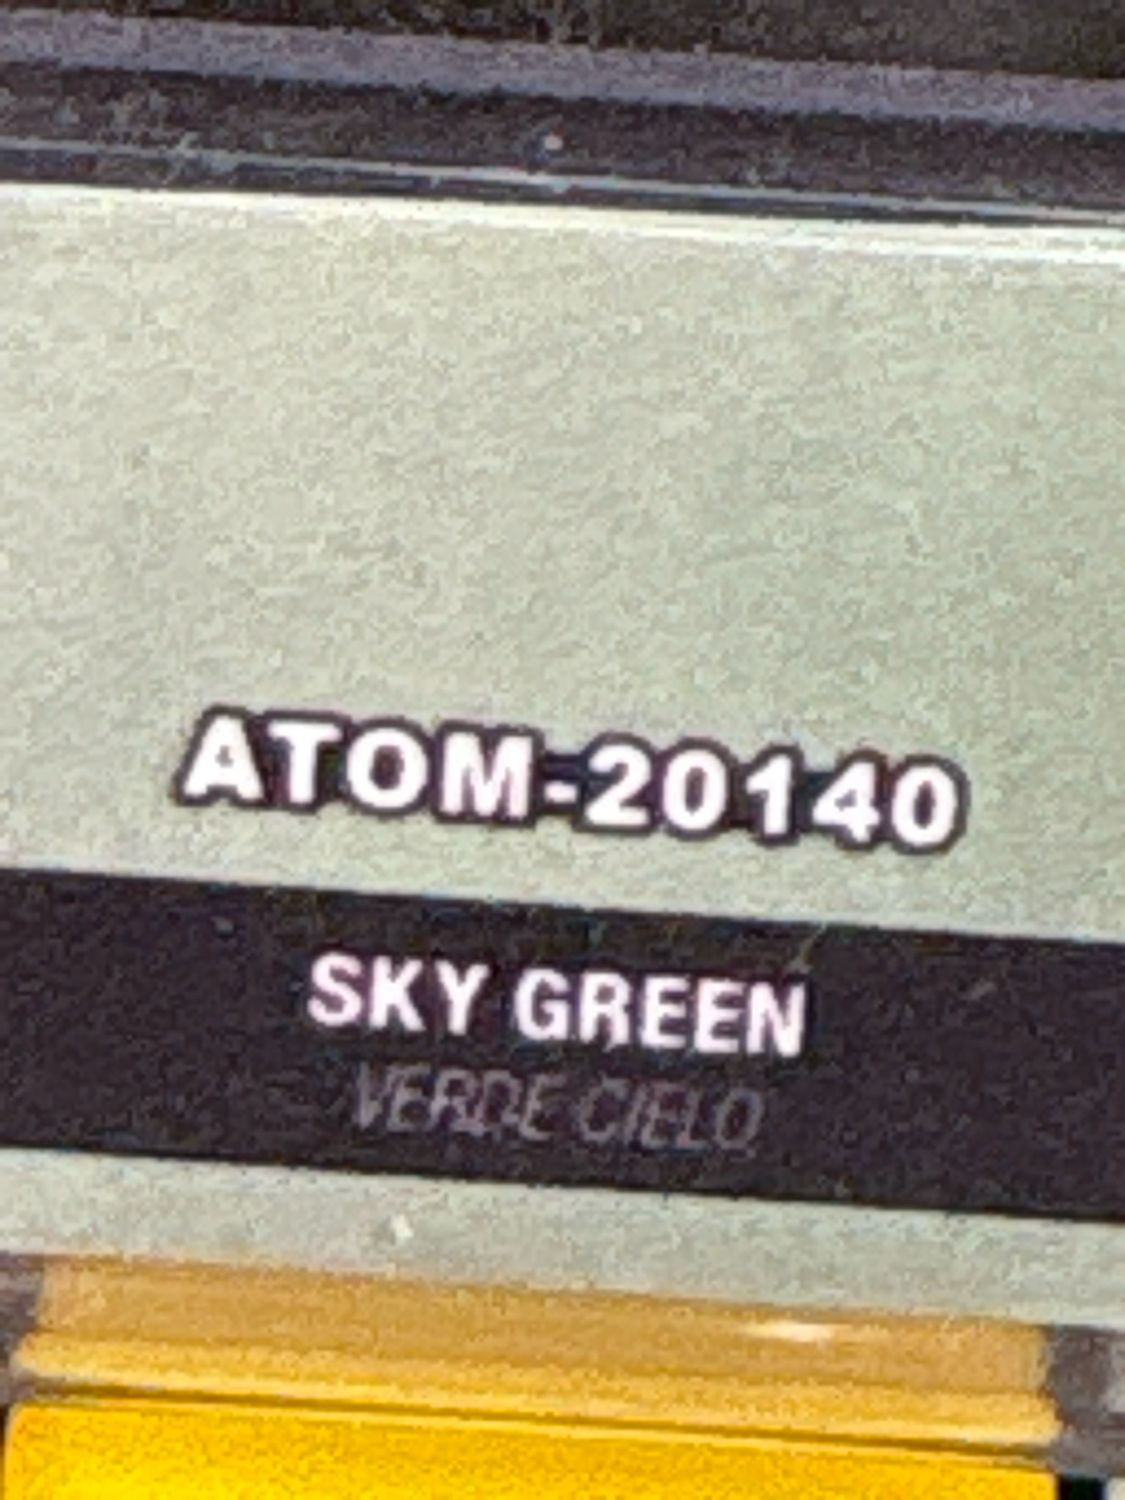 ATOM-20140
SKY GREEN
VERDE CIELO